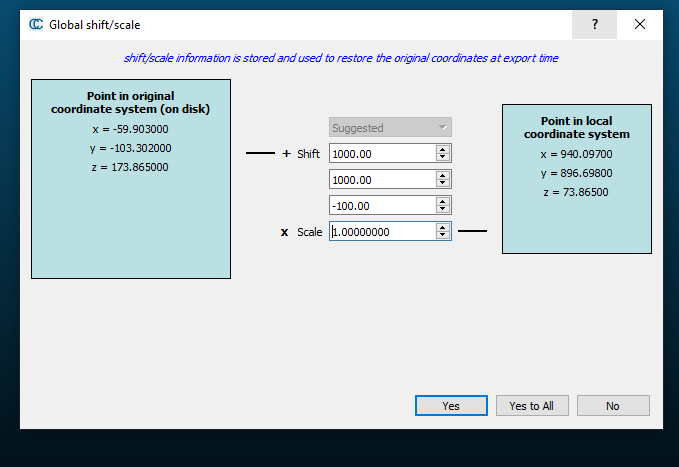 Global shift/scale
?
shift/scale information is stored and used to restore the original coordinates at export time
Point in original
coordinate system (on disk)
x = -59.903000
y = -103.302000
z = 173.865000
Suggested
+ Shift 1000.00
1000.00
-100.00
x Scale 1.00000000
Point in local
coordinate system
x = 940.09700
y = 896.69800
z = 73.86500
Yes
Yes to All
No